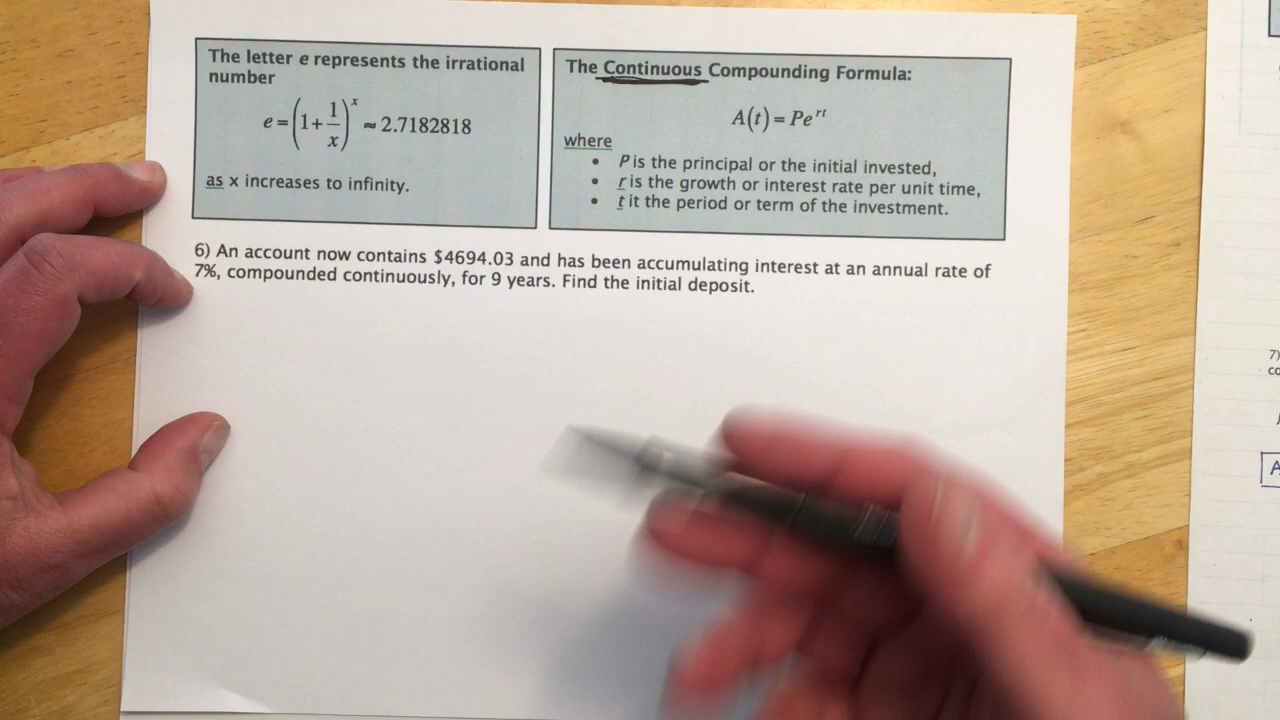 The letter e represents the irrational
number
e = (1 + 1/x)^x ≈ 2.7182818
as x increases to infinity.
The Continuous Compounding Formula:
A(t) = Pe^rt
where
• P is the principal or the initial invested,
• r is the growth or interest rate per unit time,
• t it the period or term of the investment.
6) An account now contains $4694.03 and has been accumulating interest at an annual rate of
7%, compounded continuously, for 9 years. Find the initial deposit.
7)
co
A